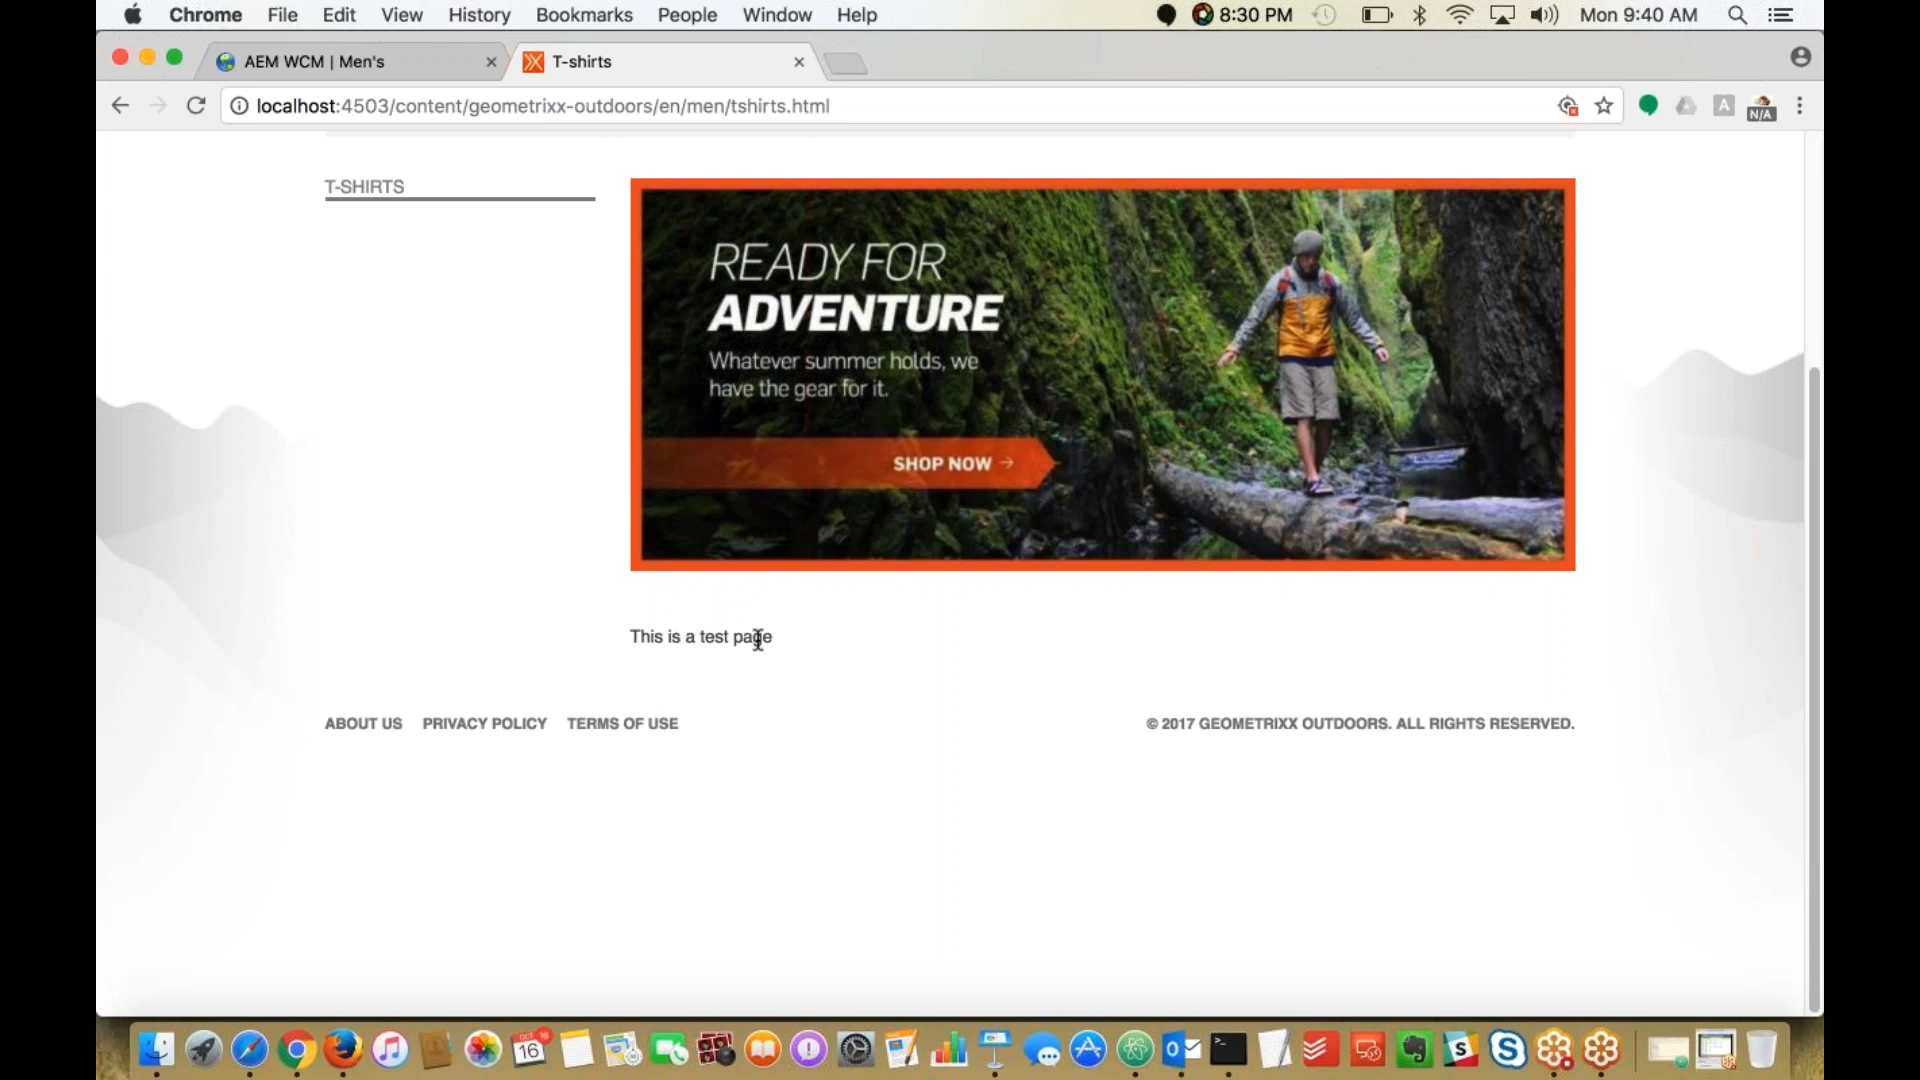 Chrome File Edit View History Bookmarks People Window Help 8:30 PM Mon 9:40 AM
AEM WCM | Men's
T-shirts
localhost:4503/content/geometrixx-outdoors/en/men/tshirts.html
A
N/A
T-SHIRTS
READY FOR
ADVENTURE
Whatever summer holds, we
have the gear for it.
SHOP NOW
This is a test page
ABOUT US PRIVACY POLICY TERMS OF USE
© 2017 GEOMETRIXX OUTDOORS. ALL RIGHTS RESERVED.
OCT
16